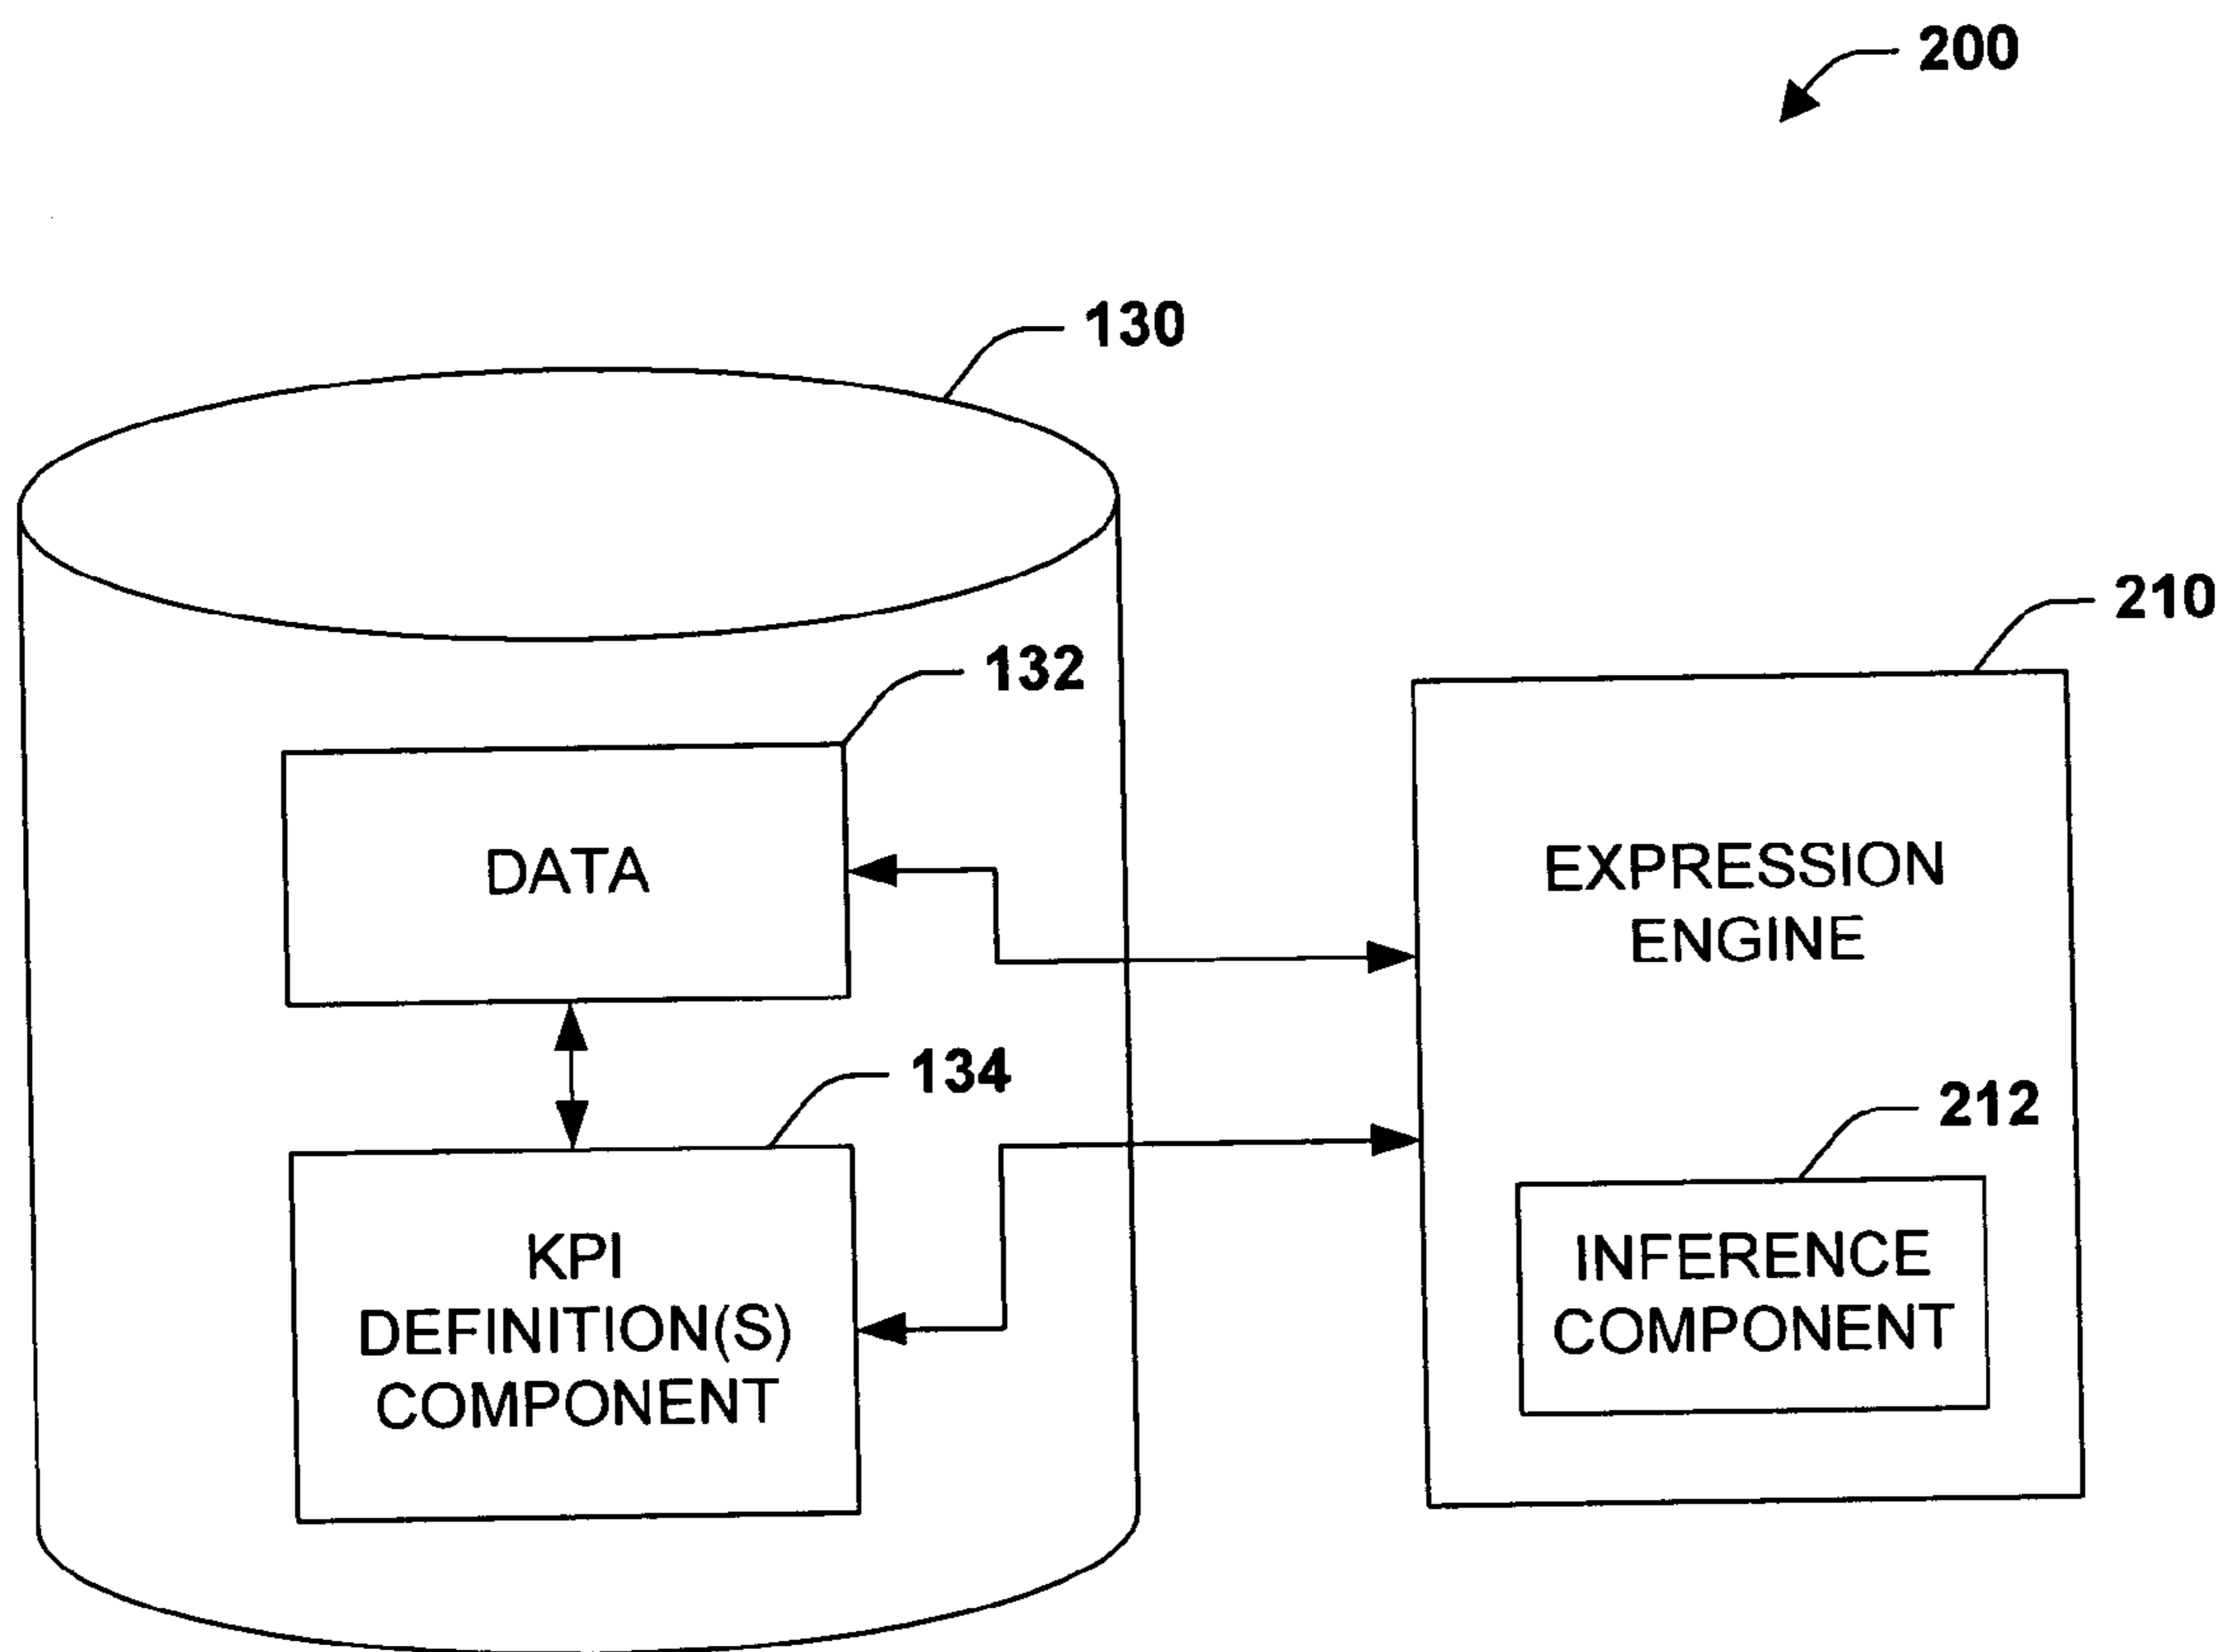 200
130
210
132
DATA
EXPRESSION
ENGINE
134
212
KPI
DEFINITION(S)
COMPONENT
INFERENCE
COMPONENT